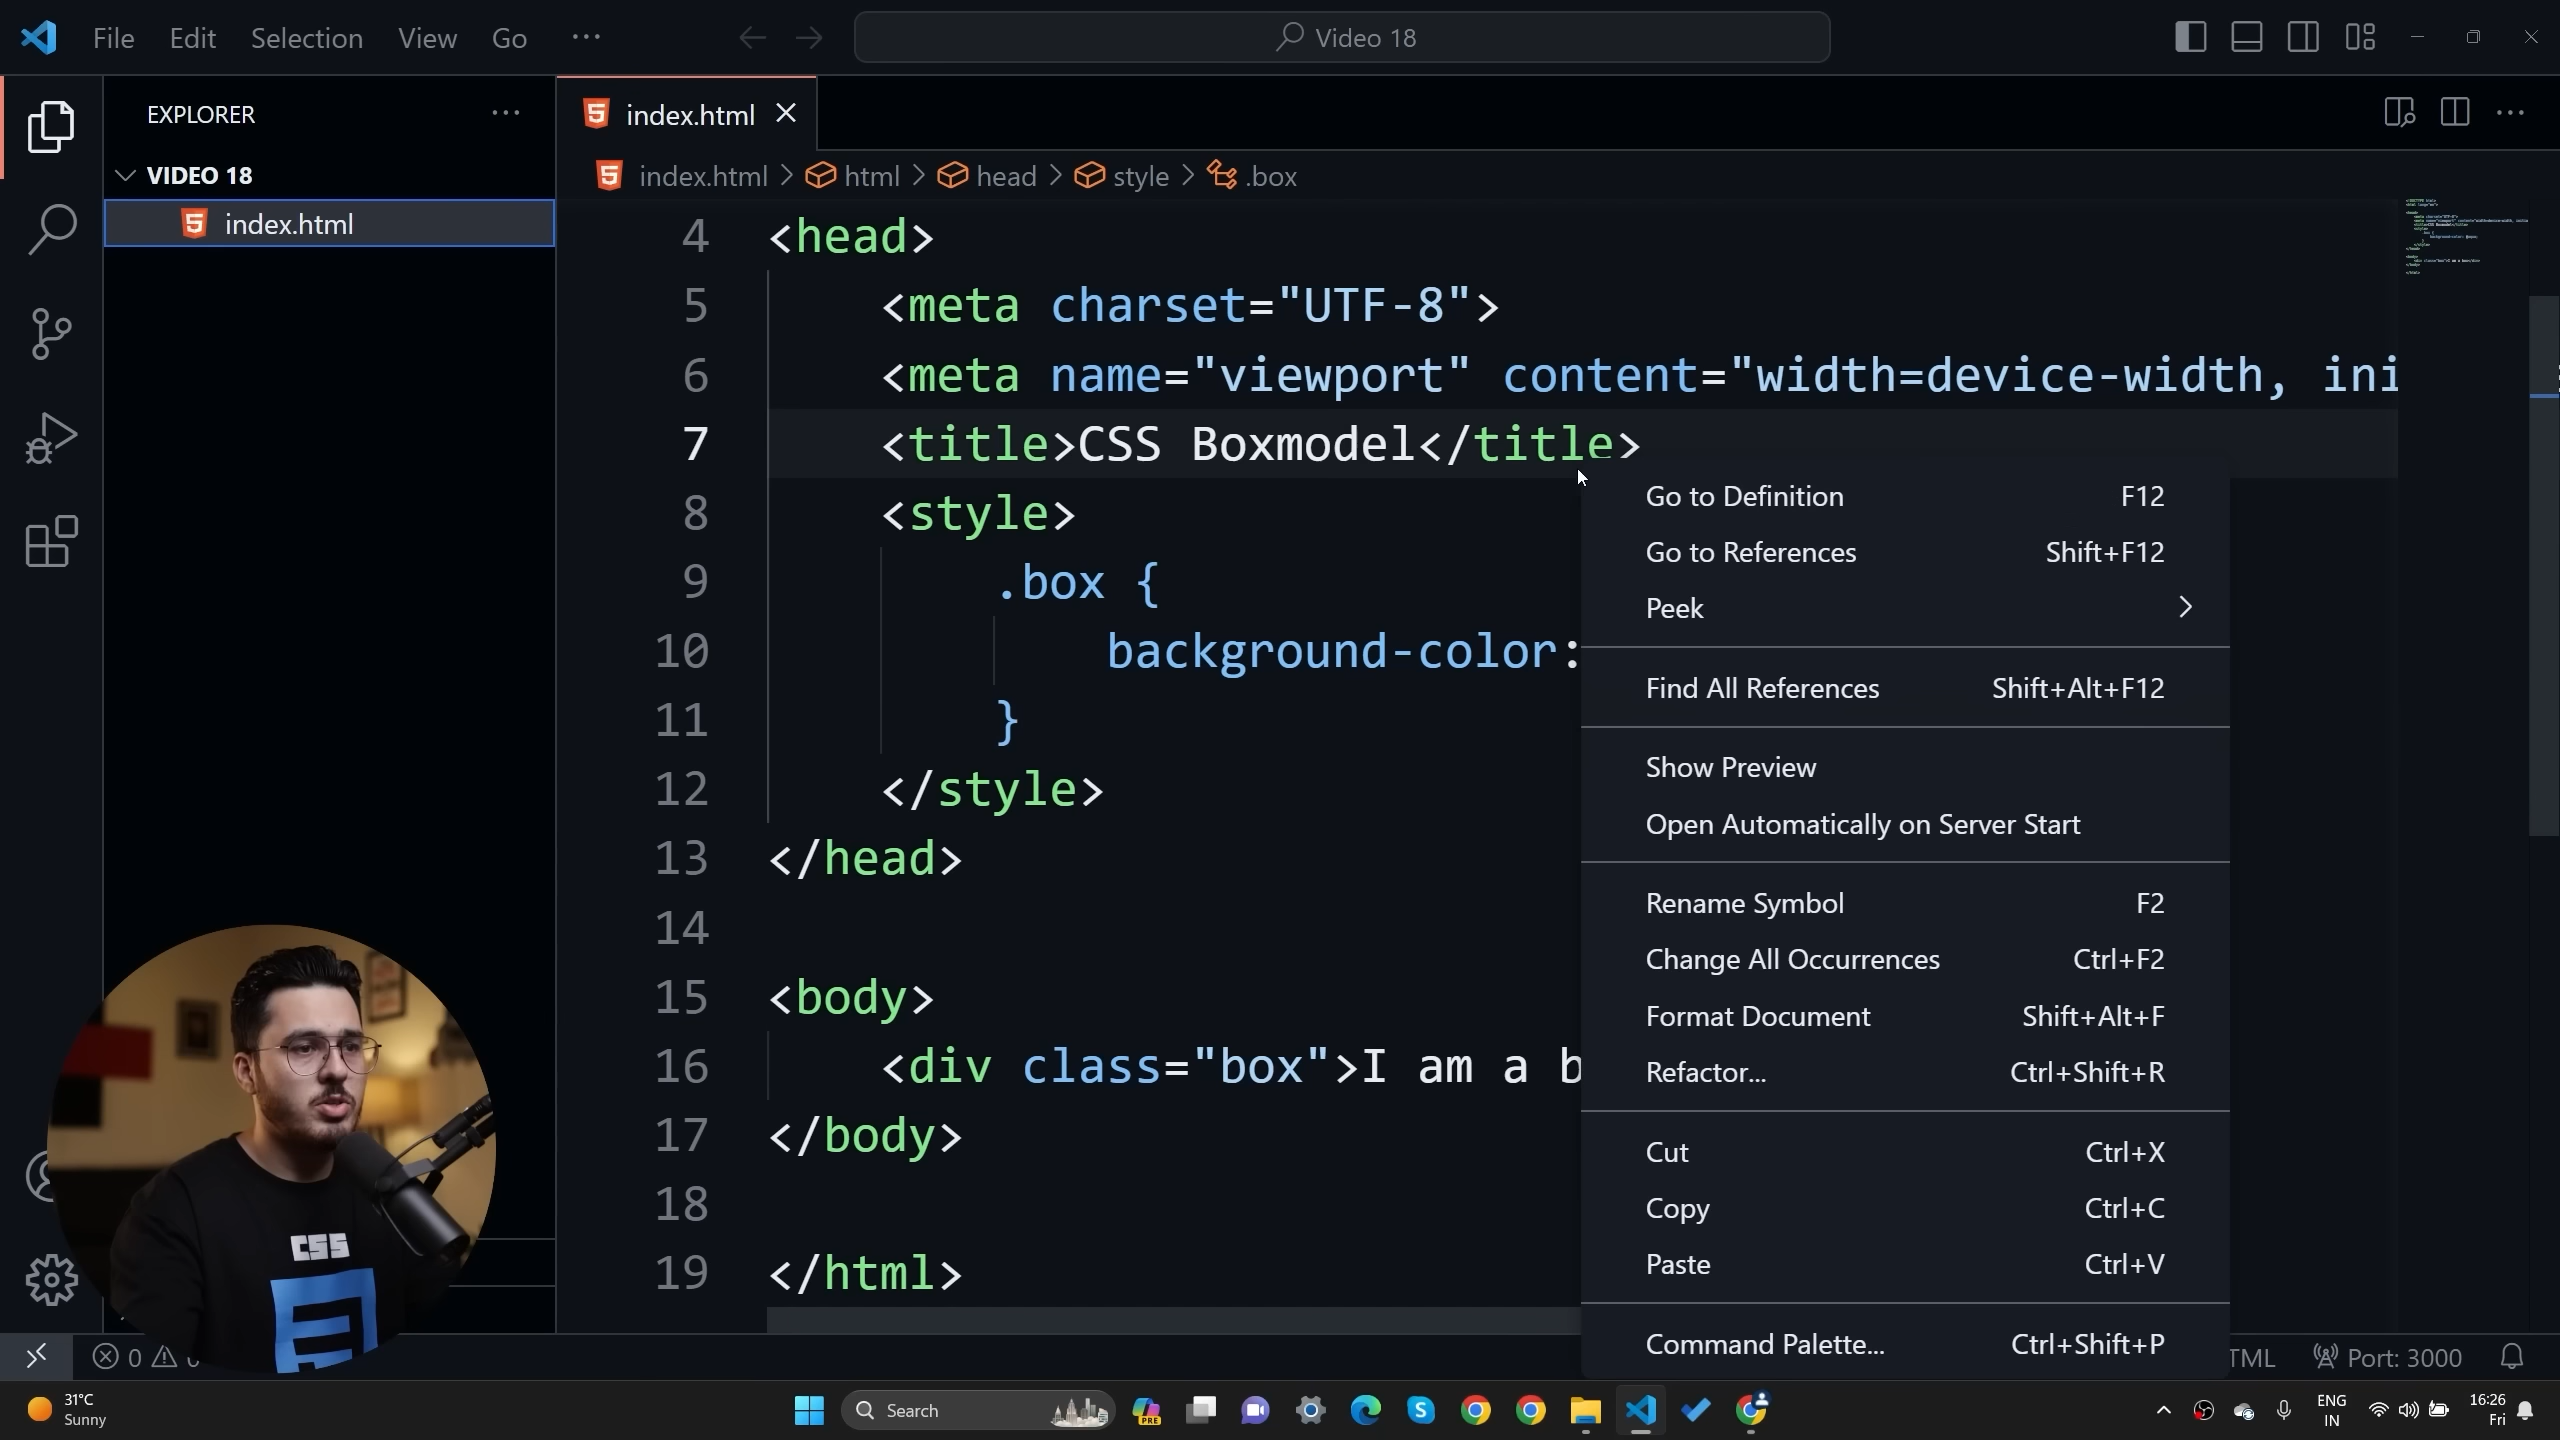 File Edit Selection View Go ...
Video 18
EXPLORER
VIDEO 18
index.html
index.html
index.html > html > head > style > .box
4 <head>
5 <meta charset="UTF-8">
6 <meta name="viewport" content="width=device-width, ini
7 <title>CSS Boxmodel</title>
8 <style>
9 .box {
10 background-color:
11 }
12 </style>
13 </head>
14
15 <body>
16 <div class="box">I am a b
17 </body>
18
19 </html>
Go to Definition F12
Go to References Shift+F12
Peek
Find All References Shift+Alt+F12
Show Preview
Open Automatically on Server Start
Rename Symbol F2
Change All Occurrences Ctrl+F2
Format Document Shift+Alt+F
Refactor... Ctrl+Shift+R
Cut Ctrl+X
Copy Ctrl+C
Paste Ctrl+V
Command Palette... Ctrl+Shift+P
CSS
0
TML
Port: 3000
31°C
Sunny
Search
PRE
ENG
IN
16:26
Fri